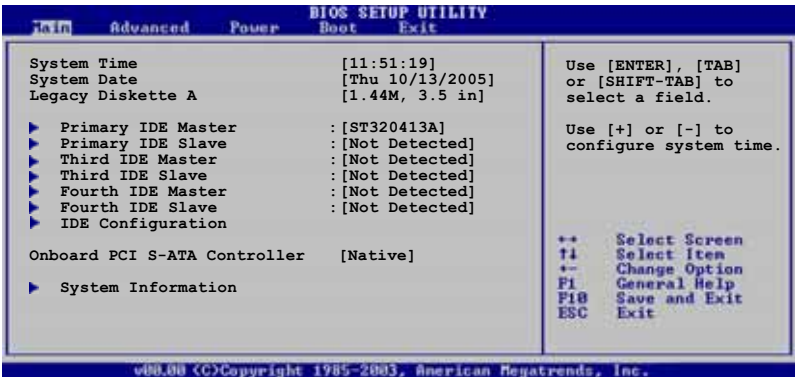 BIOS SETUP UTILITY
Main Advanced Power Boot Exit
System Time [11:51:19]
System Date [Thu 10/13/2005]
Legacy Diskette A [1.44M, 3.5 in]
Primary IDE Master :[ST320413A]
Primary IDE Slave :[Not Detected]
Third IDE Master :[Not Detected]
Third IDE Slave :[Not Detected]
Fourth IDE Master :[Not Detected]
Fourth IDE Slave :[Not Detected]
IDE Configuration
Onboard PCI S-ATA Controller [Native]
System Information
Use [ENTER], [TAB]
or [SHIFT-TAB] to
select a field.
Use [+] or [-] to
configure system time.
↔ Select Screen
↑↓ Select Item
+- Change Option
F1 General Help
F10 Save and Exit
ESC Exit
v00.00 (C)Copyright 1985-2003, American Megatrends, Inc.